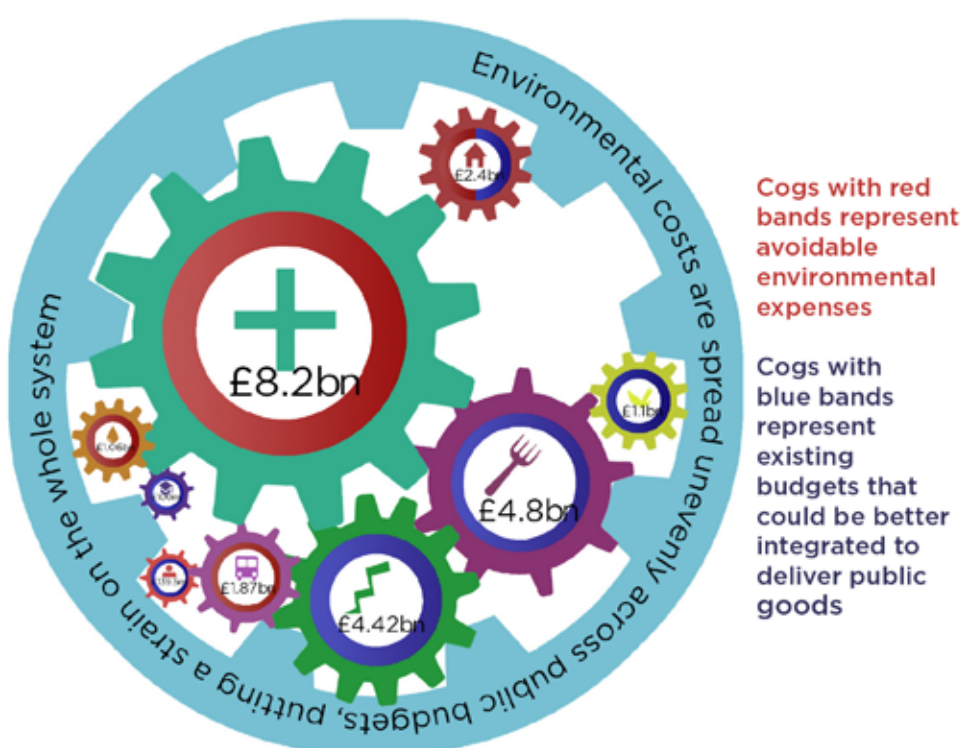 Environmental costs are spread unevenly across public budgets, putting a strain on the whole system
£2.4bn
£8.2bn
£1.1bn
£4.8bn
£1.06bn
£1.87bn
£4.42bn
Cogs with red
bands represent
avoidable
environmental
expenses
Cogs with
blue bands
represent
existing
budgets that
could be better
integrated to
deliver public
goods